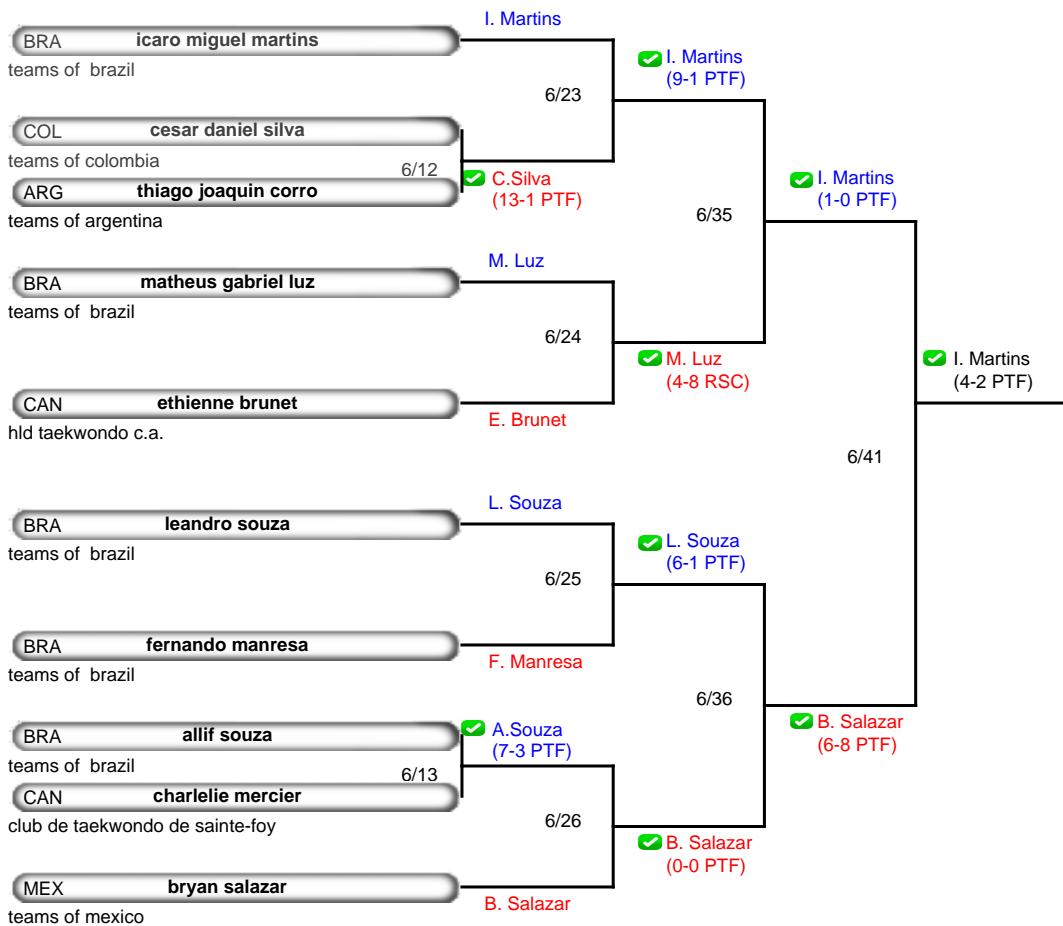 I. Martins
BRA icaro miguel martins
teams of  brazil
I. Martins
(9-1 PTF)
6/23
COL cesar daniel silva
teams of colombia
6/12
ARG thiago joaquin corro
teams of argentina
C.Silva
(13-1 PTF)
I. Martins
(1-0 PTF)
6/35
M. Luz
BRA matheus gabriel luz
teams of  brazil
6/24
M. Luz
(4-8 RSC)
I. Martins
(4-2 PTF)
CAN ethienne brunet
hld taekwondo c.a.
E. Brunet
6/41
L. Souza
BRA leandro souza
teams of  brazil
L. Souza
(6-1 PTF)
6/25
BRA fernando manresa
teams of  brazil
F. Manresa
6/36
BRA allif souza
teams of  brazil
A.Souza
(7-3 PTF)
B. Salazar
(6-8 PTF)
6/13
CAN charlelie mercier
club de taekwondo de sainte-foy
6/26
B. Salazar
(0-0 PTF)
MEX bryan salazar
teams of mexico
B. Salazar